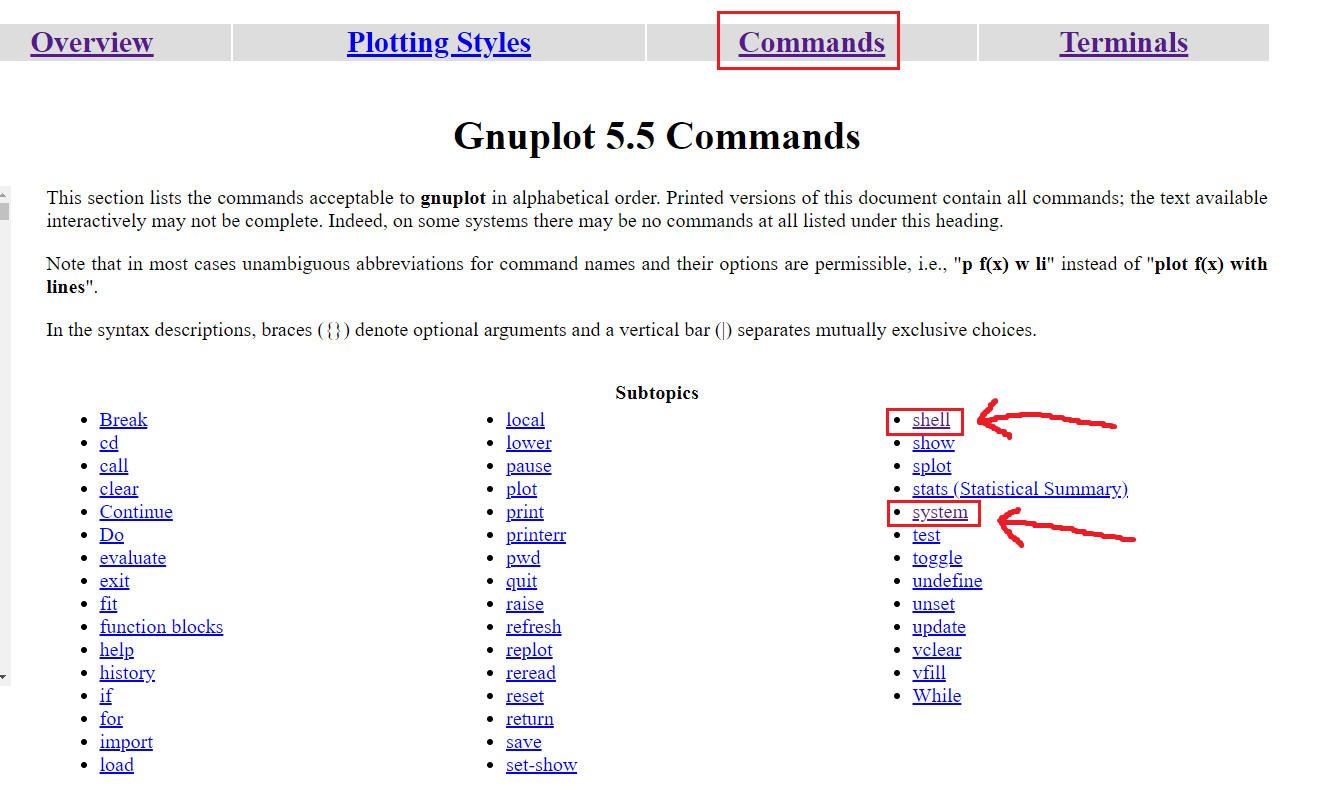 Overview Plotting Styles Commands Terminals
Gnuplot 5.5 Commands
This section lists the commands acceptable to gnuplot in alphabetical order. Printed versions of this document contain all commands; the text available
interactively may not be complete. Indeed, on some systems there may be no commands at all listed under this heading.
Note that in most cases unambiguous abbreviations for command names and their options are permissible, i.e., "p f(x) w li" instead of "plot f(x) with
lines".
In the syntax descriptions, braces ({}) denote optional arguments and a vertical bar (|) separates mutually exclusive choices.
Subtopics
Break
cd
call
clear
Continue
Do
evaluate
exit
fit
function blocks
help
history
if
for
import
load
local
lower
pause
plot
print
printerr
pwd
quit
raise
refresh
replot
reread
reset
return
save
set-show
shell
show
splot
stats (Statistical Summary)
system
test
toggle
undefine
unset
update
vclear
vfill
While